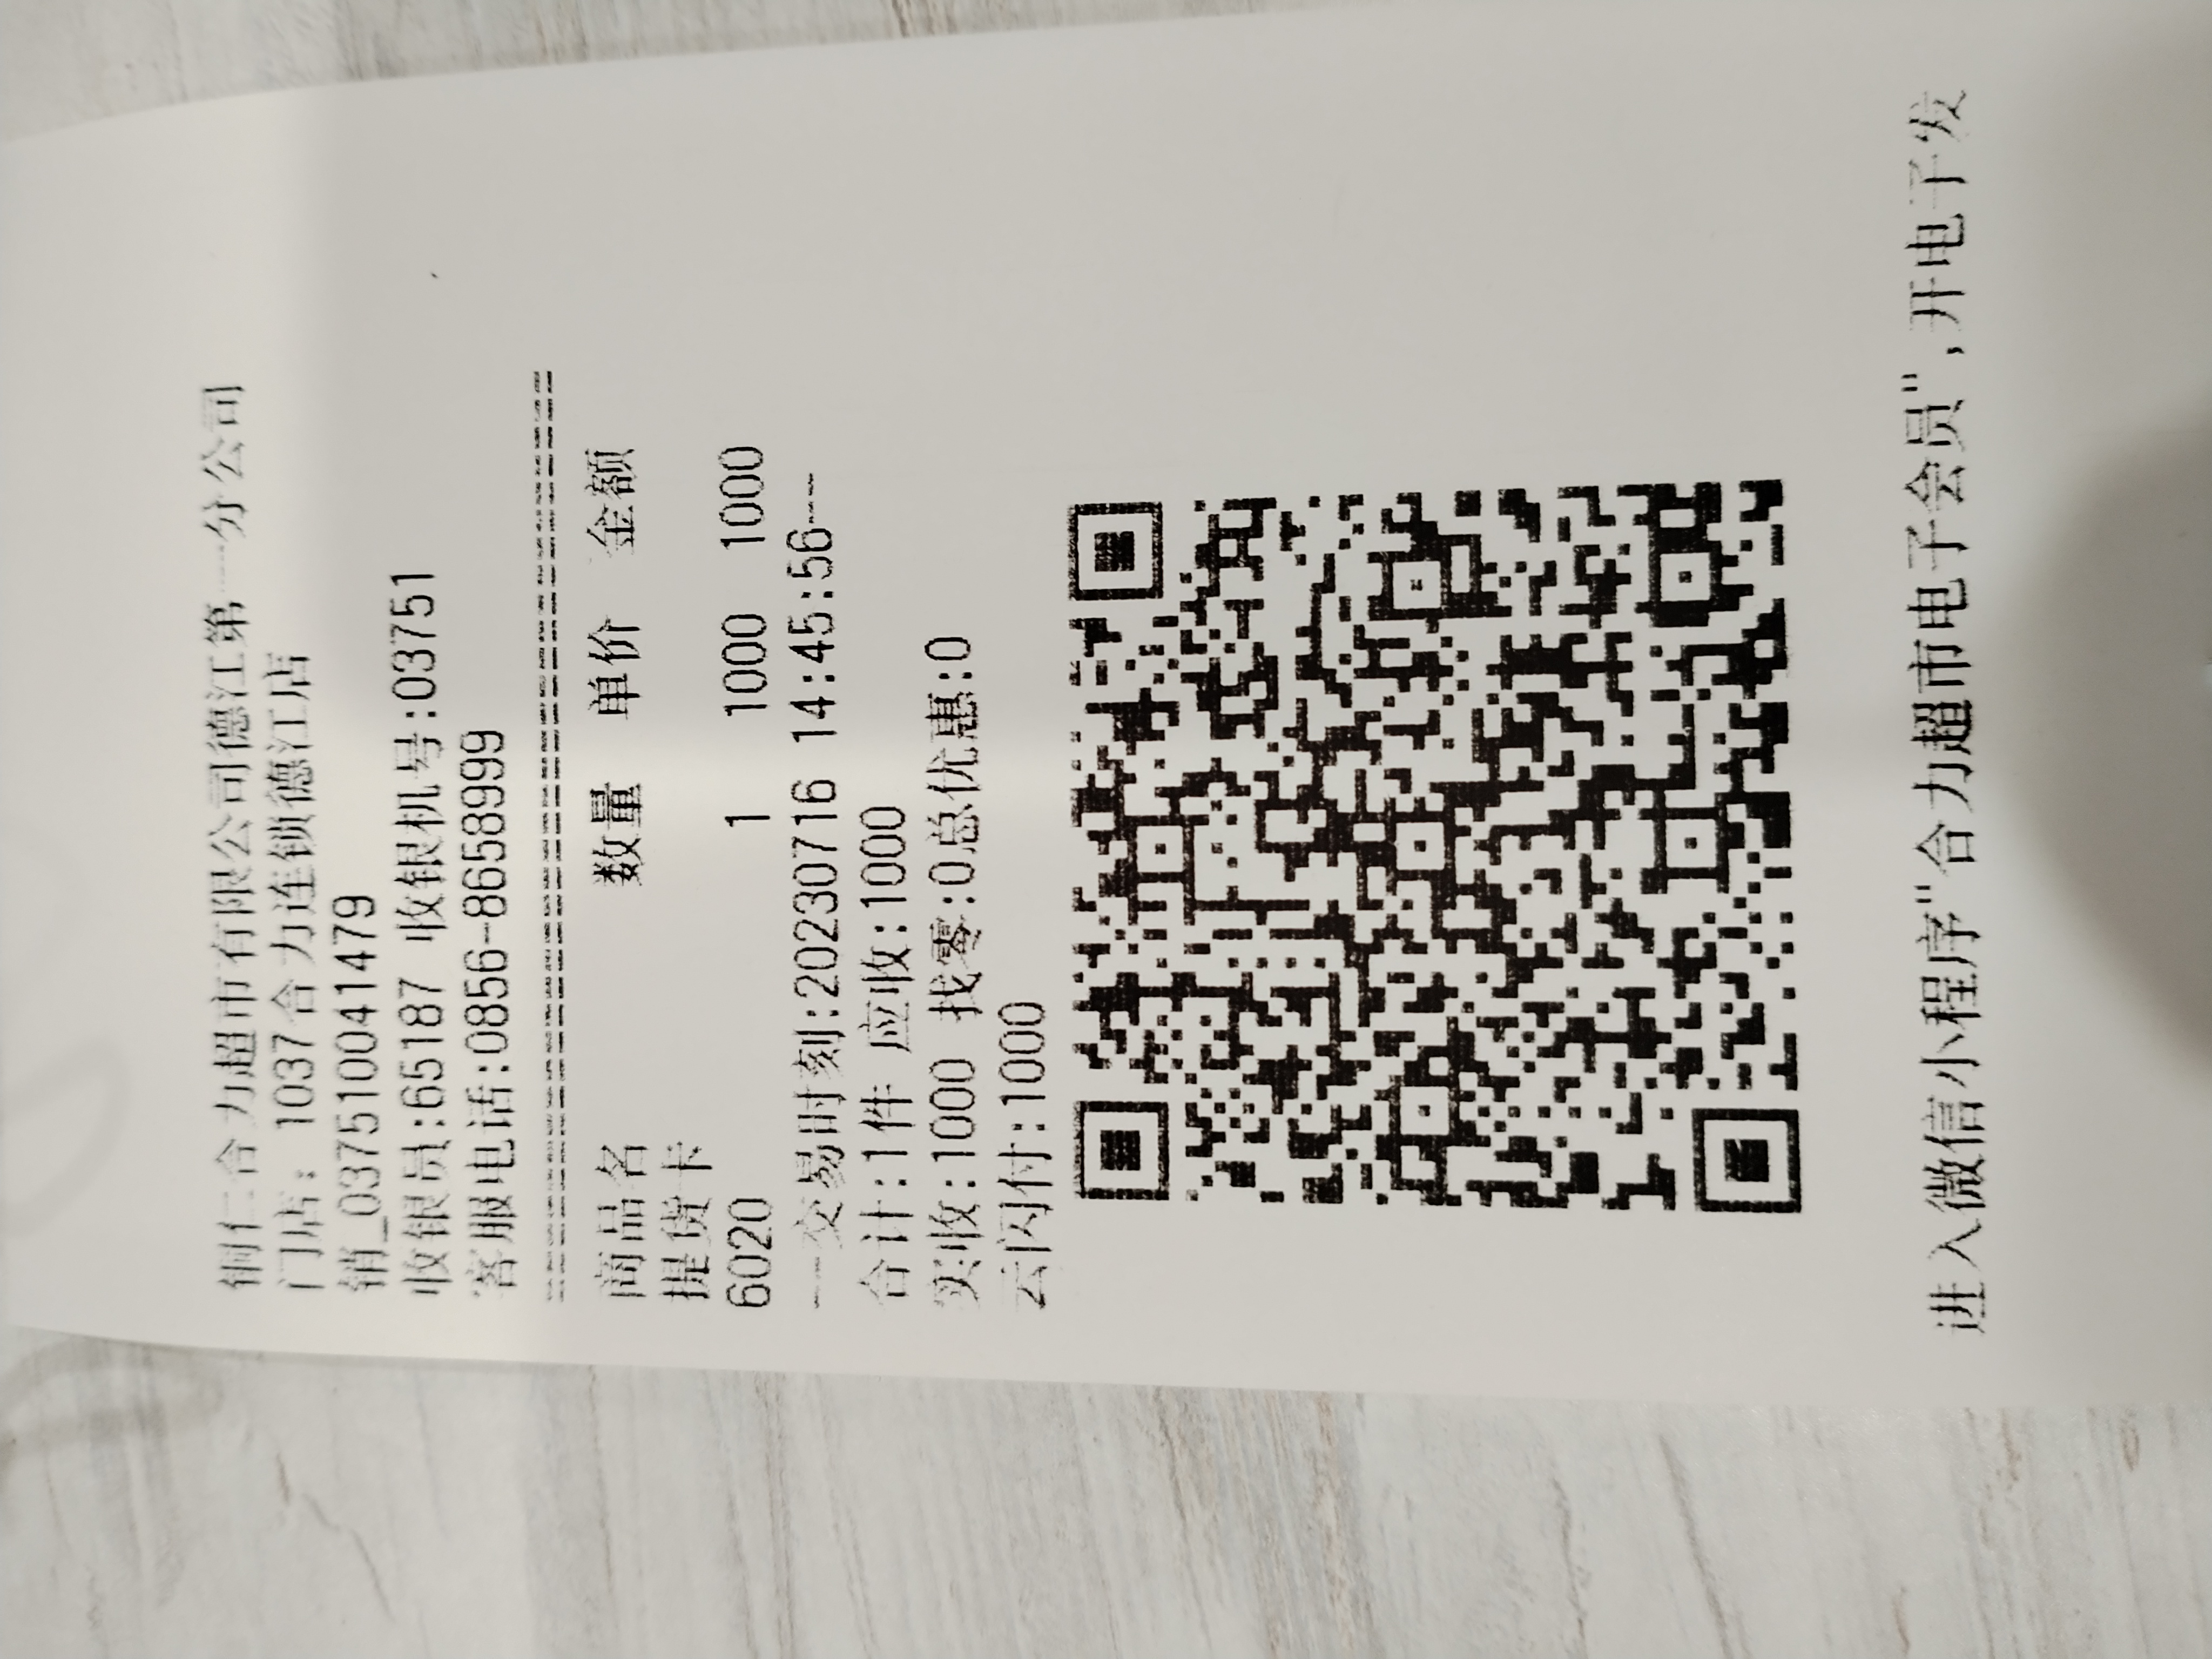 铜仁合力超市有限公司德江第一分公司
门店: 1037合力连锁德江店
销_03751004 1479
收银员:65187 收银机号:03751
客服电话:0856-8658999
================================================
商品名 数量 单价 金额
提货卡
6020 1 1000 1000
--交易时刻:20230716 14:45:56--
合计:1件 应收:1000
实收:1000 找零:0总优惠:0
云闪付:1000
进入微信小程序"合力超市电子会员",开电子发